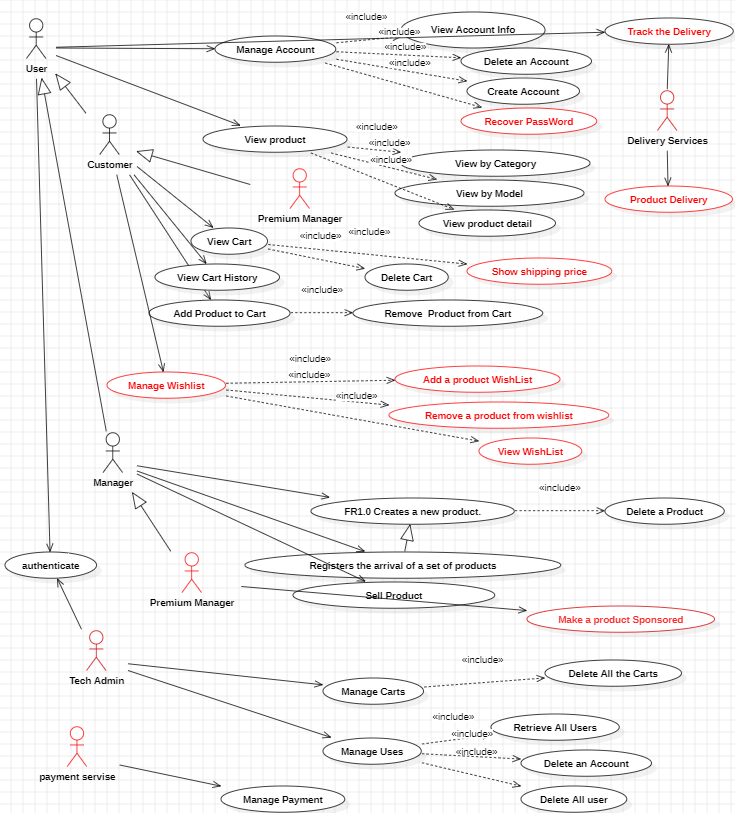 «include»
View Account Info
«include»
Track the Delivery
User
Manage Account
«include»
Delete an Account
«include»
Create Account
Recover PassWord
«include»
View product
«include»
Delivery Services
Customer
«include»
View by Category
View by Model
Product Delivery
Premium Manager
View product detail
View Cart
«include»
«include»
View Cart History
Delete Cart
Show shipping price
«include»
Add Product to Cart
Remove Product from Cart
«include»
«include»
Manage Wishlist
Add a product WishList
«include»
Remove a product from wishlist
View WishList
Manager
«include»
FR1.0 Creates a new product.
Delete a Product
authenticate
Registers the arrival of a set of products
Premium Manager
Sell Product
Make a product Sponsored
Tech Admin
«include»
Delete All the Carts
Manage Carts
«include»
Retrieve All Users
«include»
Manage Uses
«include»
Delete an Account
payment servise
Manage Payment
Delete All user